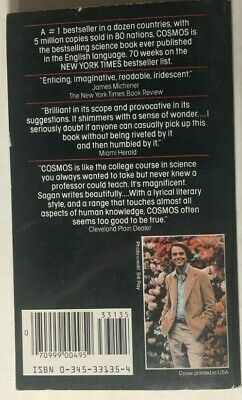 A #1 bestseller in a dozen countries, with
5 million copies sold in 80 nations, COSMOS is
the bestselling science book ever published
in the English language. 70 weeks on the
NEW YORK TIMES bestseller list.
"Enticing, imaginative, readable, iridescent."
James Michener
The New York Times Book Review
"Brilliant in its scope and provocative in its
suggestions. It shimmers with a sense of wonder....I
seriously doubt if anyone can casually pick up this
book without being riveted by it
and then humbled by it."
Miami Herald
"COSMOS is like the college course in science
you always wanted to take but never knew a
professor could teach. It's magnificent.
Sagan writes beautifully....With a lyrical literary
style, and a range that touches almost all
aspects of human knowledge, COSMOS often
seems too good to be true."
Cleveland Plain Dealer
Photo credit: Bill Ray
33135
0
70999 00495
ISBN 0-345-33135-4
Cover printed in USA